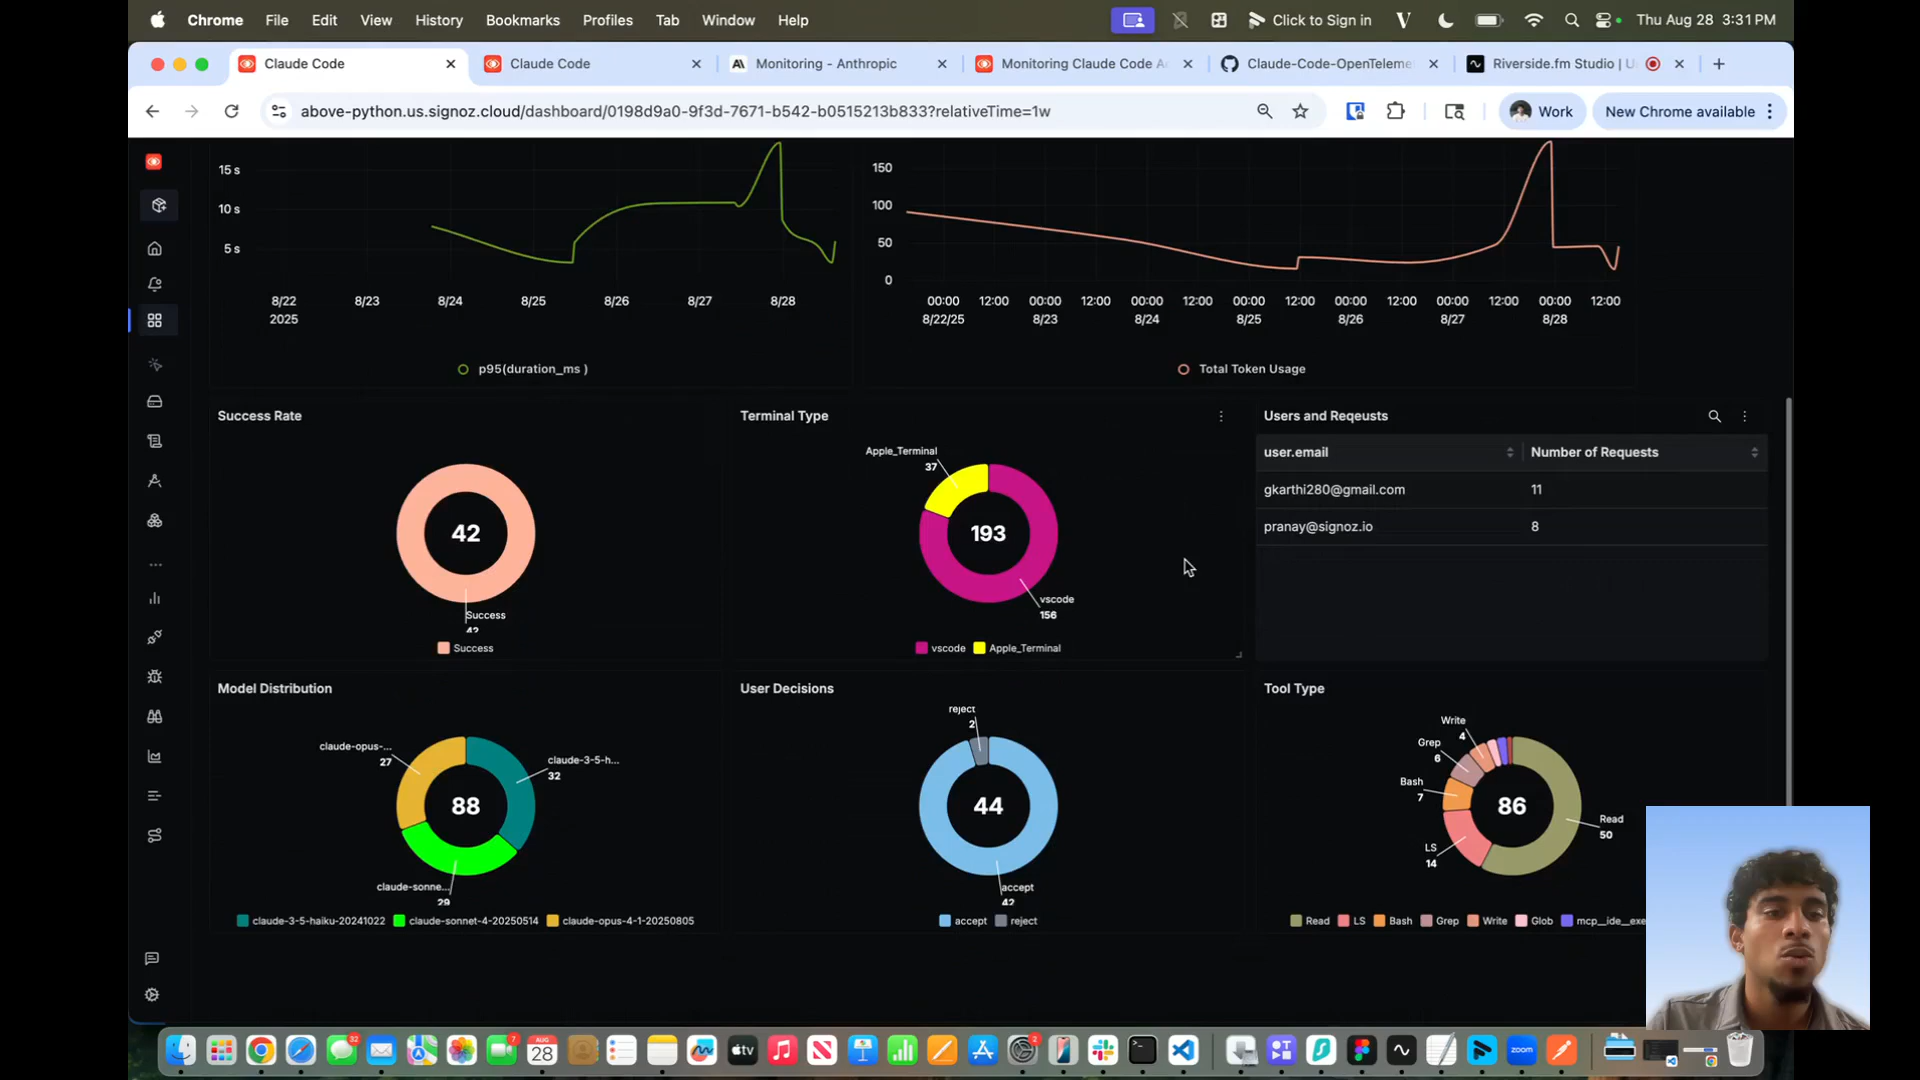 Chrome File Edit View History Bookmarks Profiles Tab Window Help
Click to Sign in
Thu Aug 28 3:31 PM
Claude Code
Claude Code
Monitoring - Anthropic
Monitoring Claude Code A
Claude-Code-OpenTeleme
Riverside.fm Studio | U
above-python.us.signoz.cloud/dashboard/0198d9a0-9f3d-7671-b542-b0515213b833?relativeTime=1w
Work
New Chrome available
15 s
10 s
5 s
8/22 8/23 8/24 8/25 8/26 8/27 8/28
2025
p95(duration_ms )
150
100
50
0
00:00 12:00 00:00 12:00 00:00 12:00 00:00 12:00 00:00 12:00 00:00 12:00 00:00 12:00
8/22/25 8/23 8/24 8/25 8/26 8/27 8/28
Total Token Usage
Success Rate
42
Success
42
Success
Terminal Type
Apple_Terminal
37
193
vscode
156
vscode Apple_Terminal
Users and Reqeusts
user.email Number of Requests
gkarthi280@gmail.com 11
pranay@signoz.io 8
Model Distribution
claude-opus-...
27
claude-3-5-h...
32
88
claude-sonne...
29
claude-3-5-haiku-20241022 claude-sonnet-4-20250514 claude-opus-4-1-20250805
User Decisions
reject
2
44
accept
42
accept reject
Tool Type
Write
4
Grep
6
Bash
7
86
Read
50
LS
14
Read LS Bash Grep Write Glob mcp__ide__exe
32
7
AUG
28
tv
2
zoom